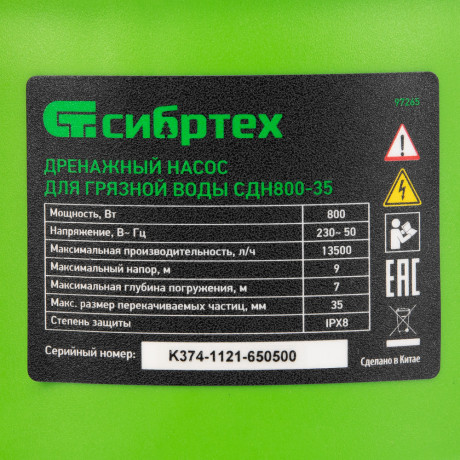 97265
сибртех
ДРЕНАЖНЫЙ НАСОС
ДЛЯ ГРЯЗНОЙ ВОДЫ СДН800-35
Мощность, Вт 800
Напряжение, В~ Гц 230~ 50
Максимальная производительность, л/ч 13500
Максимальный напор, м 9
Максимальная глубина погружения, м 7
Макс. размер перекачиваемых частиц, мм 35
Степень защиты IPX8
Серийный номер: K374-1121-650500
EAC
Сделано в Китае